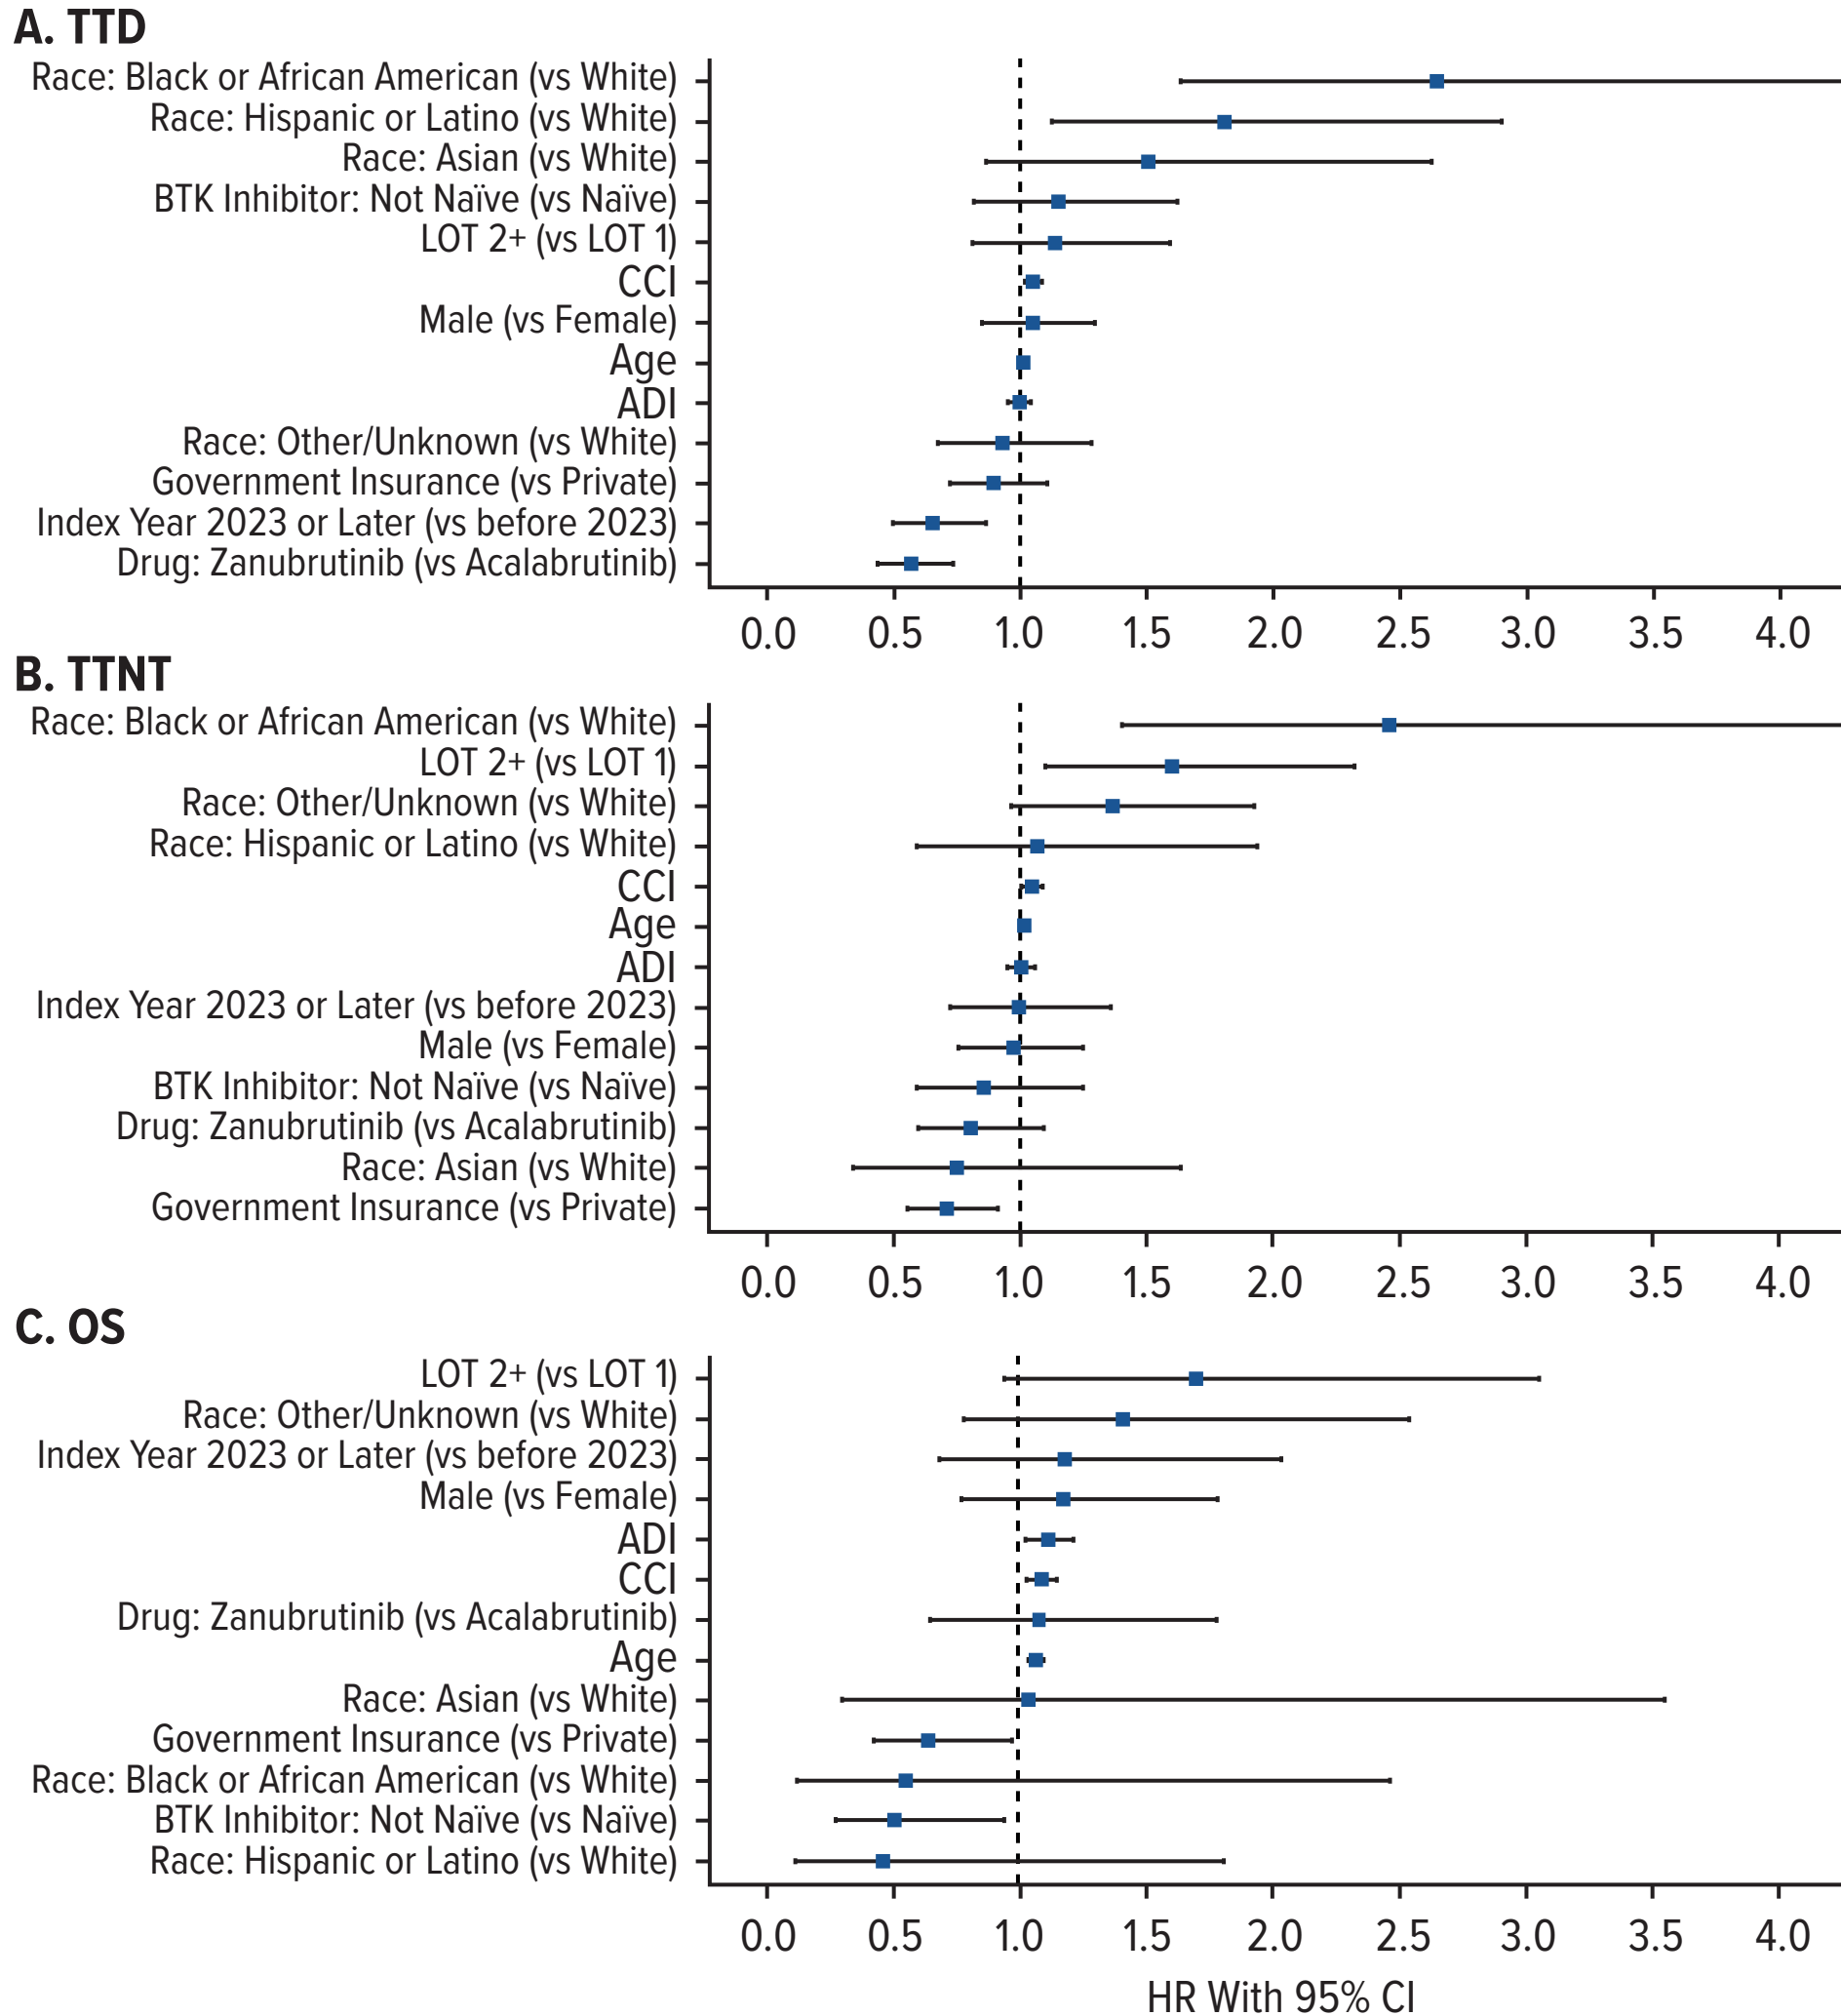 A. TTD
Race: Black or African American (vs White)
Race: Hispanic or Latino (vs White)
Race: Asian (vs White)
BTK Inhibitor: Not Naïve (vs Naïve)
LOT 2+ (vs LOT 1)
CCI
Male (vs Female)
Age
ADI
Race: Other/Unknown (vs White)
Government Insurance (vs Private)
Index Year 2023 or Later (vs before 2023)
Drug: Zanubrutinib (vs Acalabrutinib)
0.0 0.5 1.0 1.5 2.0 2.5 3.0 3.5 4.0
B. TTNT
Race: Black or African American (vs White)
LOT 2+ (vs LOT 1)
Race: Other/Unknown (vs White)
Race: Hispanic or Latino (vs White)
CCI
Age
ADI
Index Year 2023 or Later (vs before 2023)
Male (vs Female)
BTK Inhibitor: Not Naïve (vs Naïve)
Drug: Zanubrutinib (vs Acalabrutinib)
Race: Asian (vs White)
Government Insurance (vs Private)
0.0 0.5 1.0 1.5 2.0 2.5 3.0 3.5 4.0
C. OS
LOT 2+ (vs LOT 1)
Race: Other/Unknown (vs White)
Index Year 2023 or Later (vs before 2023)
Male (vs Female)
ADI
CCI
Drug: Zanubrutinib (vs Acalabrutinib)
Age
Race: Asian (vs White)
Government Insurance (vs Private)
Race: Black or African American (vs White)
BTK Inhibitor: Not Naïve (vs Naïve)
Race: Hispanic or Latino (vs White)
0.0 0.5 1.0 1.5 2.0 2.5 3.0 3.5 4.0
HR With 95% CI